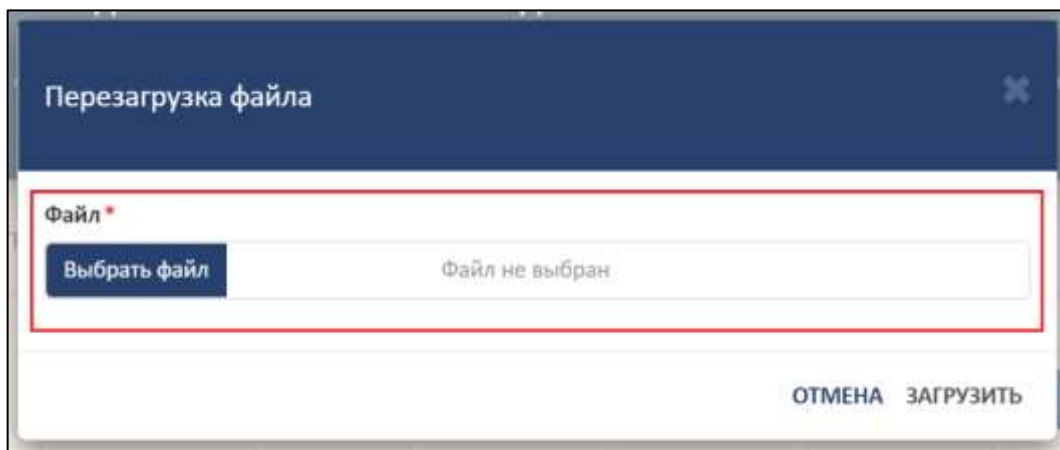 Перезагрузка файла
Файл *
Выбрать файл Файл не выбран
ОТМЕНА ЗАГРУЗИТЬ